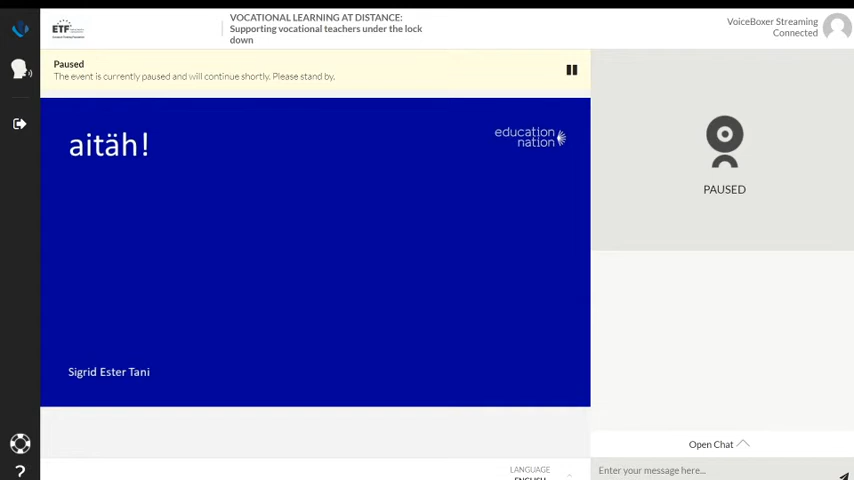 ETF
VOCATIONAL LEARNING AT DISTANCE:
Supporting vocational teachers under the lock
down
VoiceBoxer Streaming
Connected
Paused
The event is currently paused and will continue shortly. Please stand by.
aitäh!
education
nation
PAUSED
Sigrid Ester Tani
Open Chat
LANGUAGE
ENGLISH
Enter your message here...
?